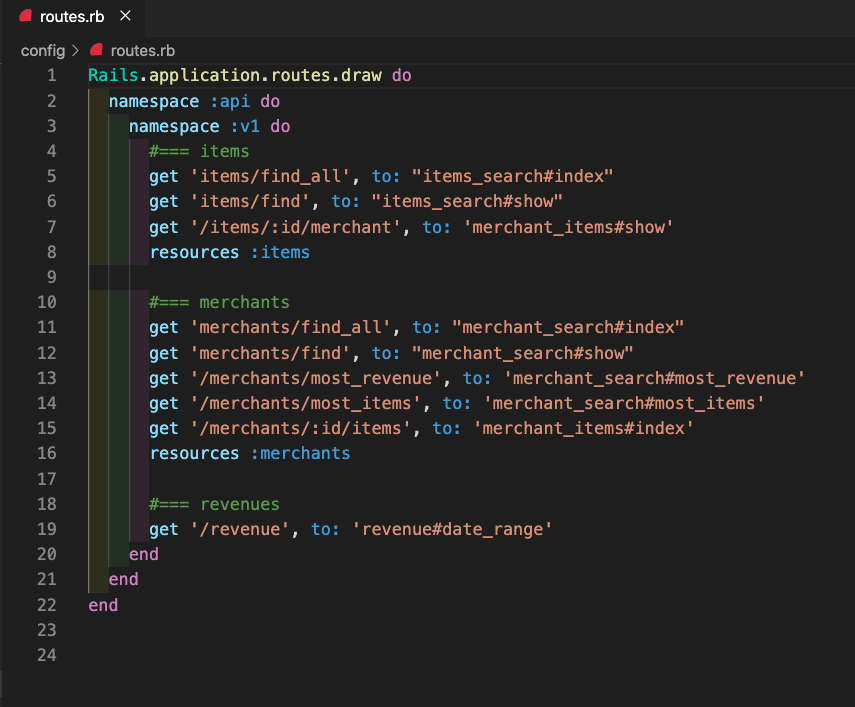 routes.rb ×
config > routes.rb
1 Rails.application.routes.draw do
2   namespace :api do
3     namespace :v1 do
4       #=== items
5       get 'items/find_all', to: "items_search#index"
6       get 'items/find', to: "items_search#show"
7       get '/items/:id/merchant', to: 'merchant_items#show'
8       resources :items
9
10       #=== merchants
11       get 'merchants/find_all', to: "merchant_search#index"
12       get 'merchants/find', to: "merchant_search#show"
13       get '/merchants/most_revenue', to: 'merchant_search#most_revenue'
14       get '/merchants/most_items', to: 'merchant_search#most_items'
15       get '/merchants/:id/items', to: 'merchant_items#index'
16       resources :merchants
17
18       #=== revenues
19       get '/revenue', to: 'revenue#date_range'
20     end
21   end
22 end
23
24